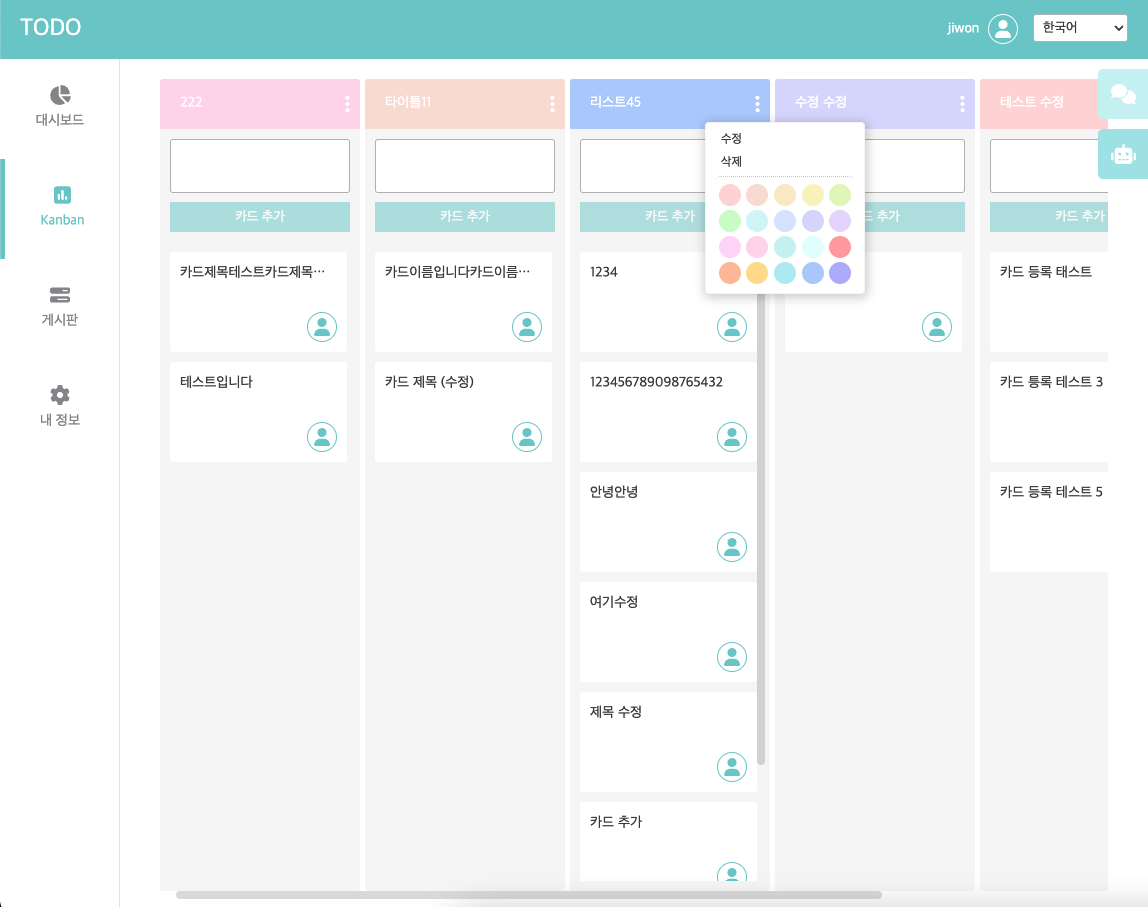 TODO
jiwon
한국어
대시보드
Kanban
게시판
내 정보
222
카드 추가
카드제목테스트카드제목…
테스트입니다
타이틀11
카드 추가
카드이름입니다카드이름…
카드 제목 (수정)
리스트45
카드 추가
1234
123456789098765432
안녕안녕
여기수정
제목 수정
카드 추가
수정
삭제
수정 수정
드 추가
테스트 수정
카드 추가
카드 등록 태스트
카드 등록 테스트 3
카드 등록 테스트 5